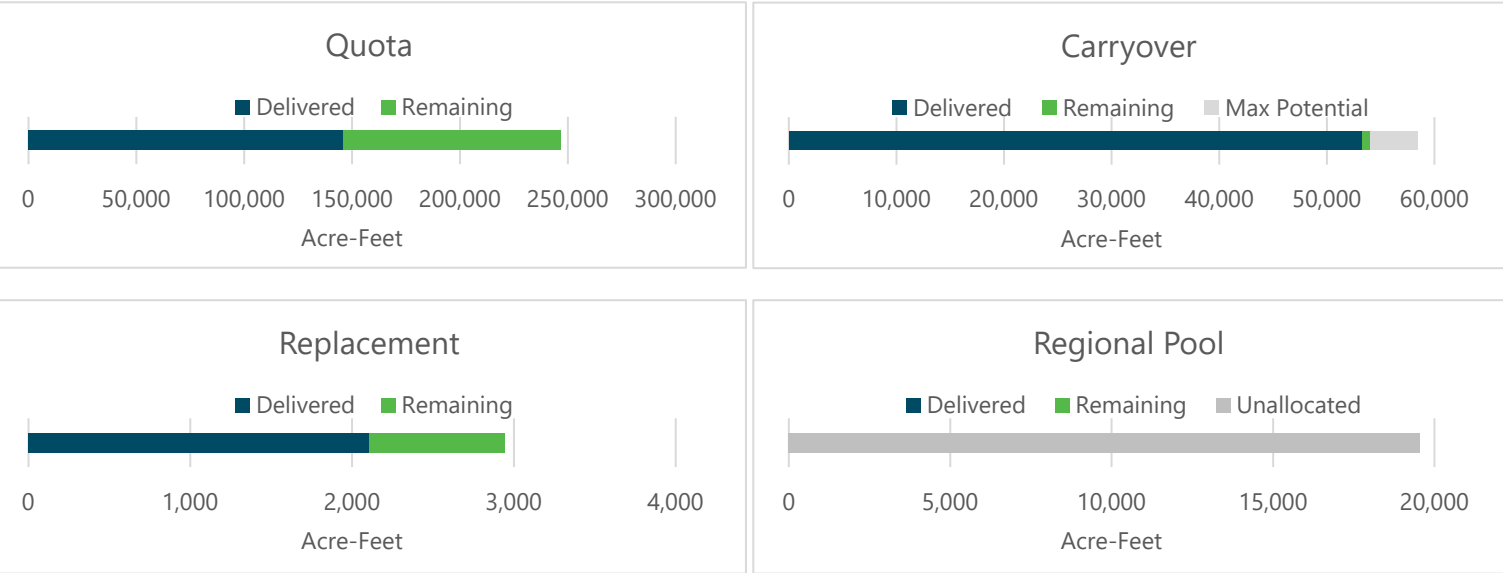 Quota
Delivered Remaining
0 50,000 100,000 150,000 200,000 250,000 300,000
Acre-Feet
Carryover
Delivered Remaining Max Potential
0 10,000 20,000 30,000 40,000 50,000 60,000
Acre-Feet
Replacement
Delivered Remaining
0 1,000 2,000 3,000 4,000
Acre-Feet
Regional Pool
Delivered Remaining Unallocated
0 5,000 10,000 15,000 20,000
Acre-Feet